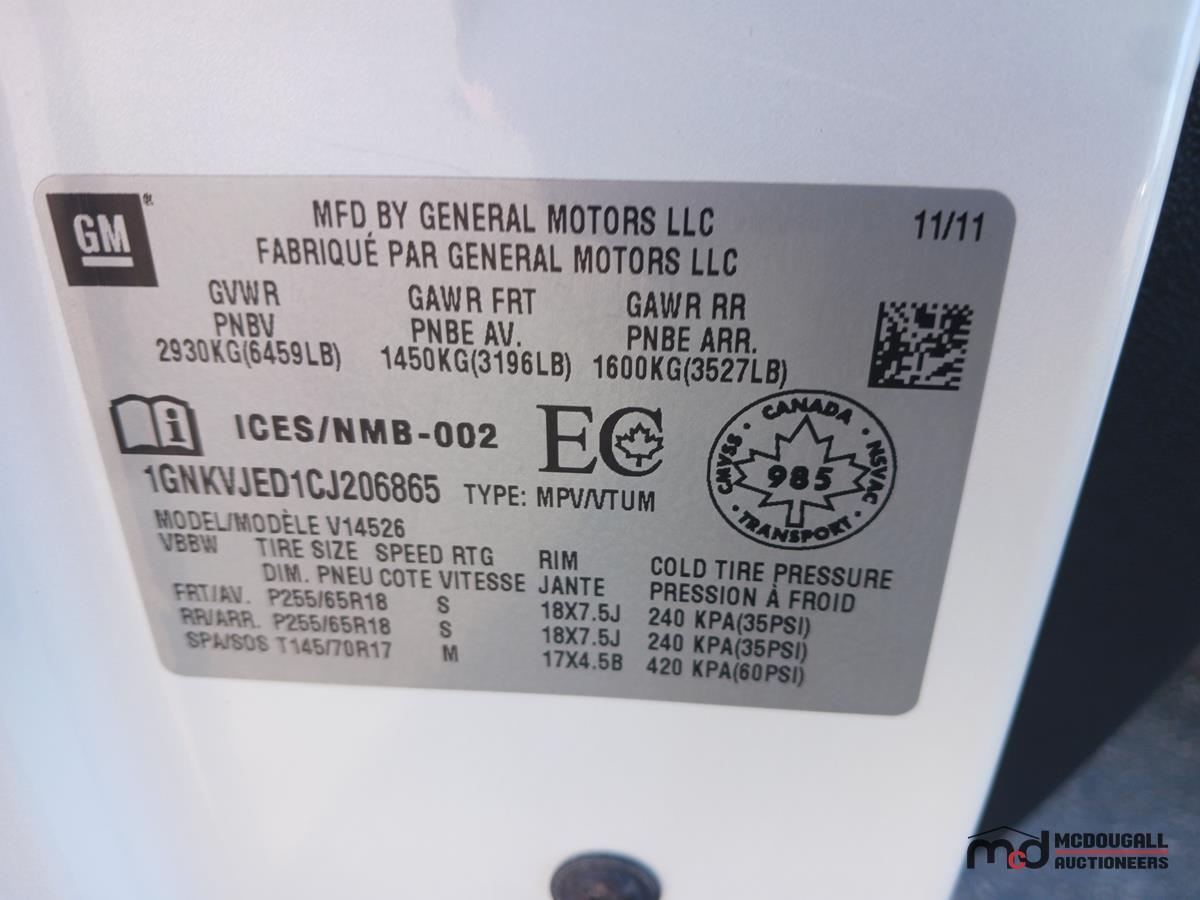 GM
MFD BY GENERAL MOTORS LLC 11/11
FABRIQUÉ PAR GENERAL MOTORS LLC
GVWR GAWR FRT GAWR RR
PNBV PNBE AV. PNBE ARR.
2930KG(6459LB) 1450KG(3196LB) 1600KG(3527LB)
i ICES/NMB-002 EC
CANADA
CMVSS 985 NSVAC
TRANSPORT
1GNKVJED1CJ206865 TYPE: MPV/VTUM
MODEL/MODÈLE V14526
VBBW TIRE SIZE SPEED RTG RIM COLD TIRE PRESSURE
DIM. PNEU COTE VITESSE JANTE PRESSION À FROID
FRT/AV. P255/65R18 S 18X7.5J 240 KPA(35PSI)
RR/ARR. P255/65R18 S 18X7.5J 240 KPA(35PSI)
SPA/SOS T145/70R17 M 17X4.5B 420 KPA(60PSI)
mcd MCDOUGALL
AUCTIONEERS